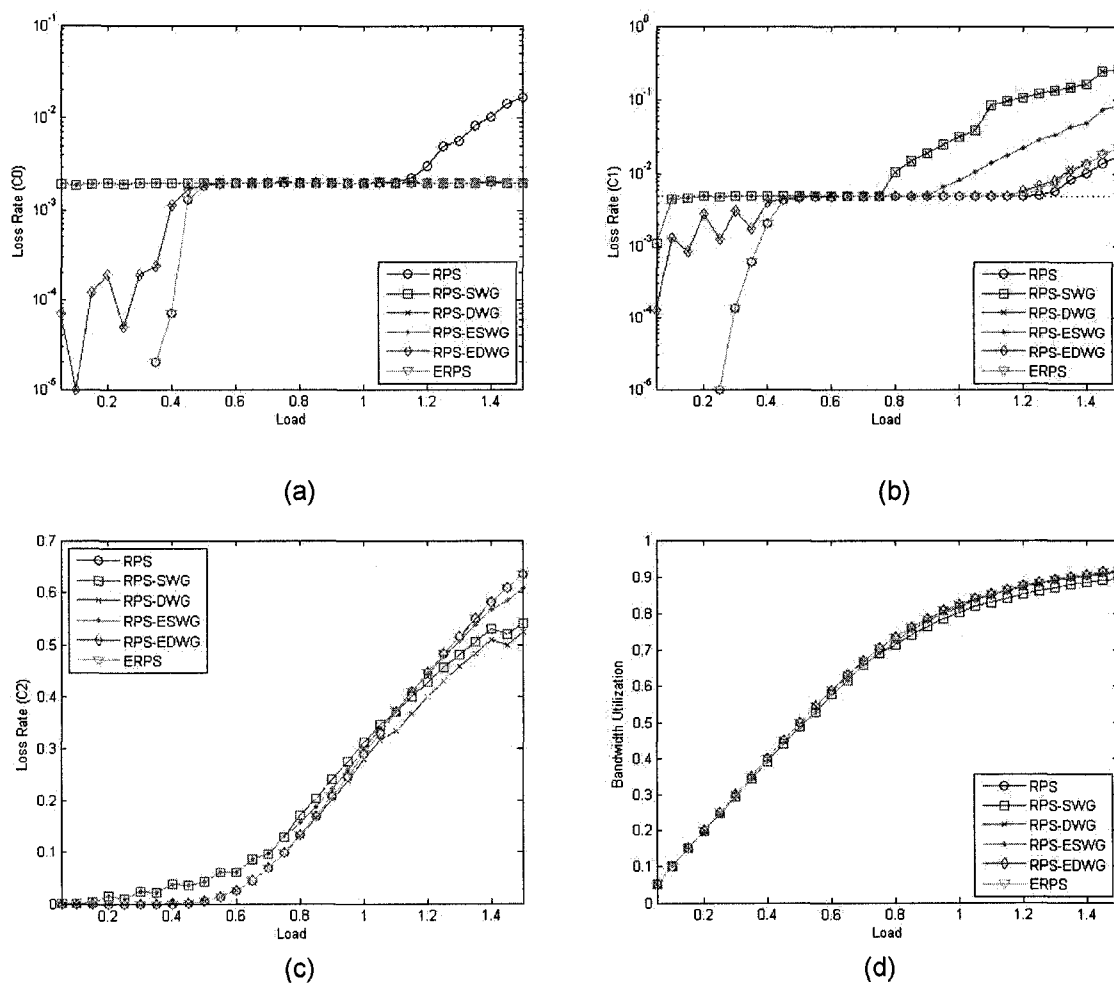 10^-1
10^-2
10^-3
10^-4
10^-5
Loss Rate (C0)
0.2 0.4 0.6 0.8 1 1.2 1.4
Load
RPS
RPS-SWG
RPS-DWG
RPS-ESWG
RPS-EDWG
ERPS
(a)
10^0
10^-1
10^-2
10^-3
10^-4
Loss Rate (C1)
0.2 0.4 0.6 0.8 1 1.2 1.4
Load
RPS
RPS-SWG
RPS-DWG
RPS-ESWG
RPS-EDWG
ERPS
(b)
0.7
0.6
0.5
0.4
0.3
0.2
0.1
0
Loss Rate (C2)
0.2 0.4 0.6 0.8 1 1.2 1.4
Load
RPS
RPS-SWG
RPS-DWG
RPS-ESWG
RPS-EDWG
ERPS
(c)
1
0.9
0.8
0.7
0.6
0.5
0.4
0.3
0.2
0.1
0
Bandwidth Utilization
0.2 0.4 0.6 0.8 1 1.2 1.4
Load
RPS
RPS-SWG
RPS-DWG
RPS-ESWG
RPS-EDWG
ERPS
(d)